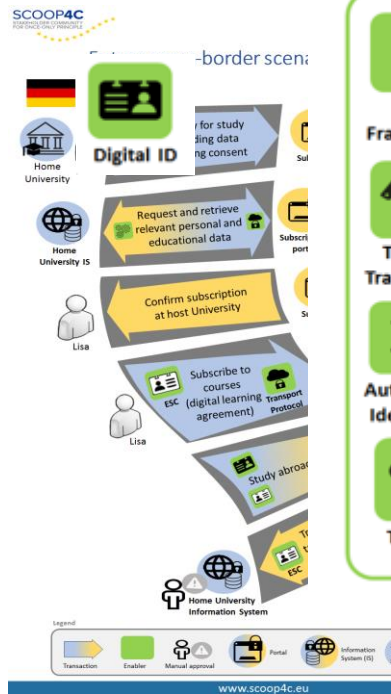 SCOOP4C
STAKEHOLDER COMMUNITY
FOR ONCE-ONLY PRINCIPLE
-border scena
Digital ID
y for study
ding data
ng consent
Home
University
Sub
Request and retrieve
relevant personal and
educational data
Home
University IS
Subscrip
port
Confirm subscription
at host University
Su
Lisa
Subscribe to
courses
(digital learning
agreement)
ESC
Transport
Protocol
Lisa
Study abroad
Tr
t
ESC
Home University
Information System
Legend
Transaction
Enabler
Manual approval
Portal
Information
System (IS)
www.scoop4c.eu
Fra
T
Tra
Aut
Ide
T